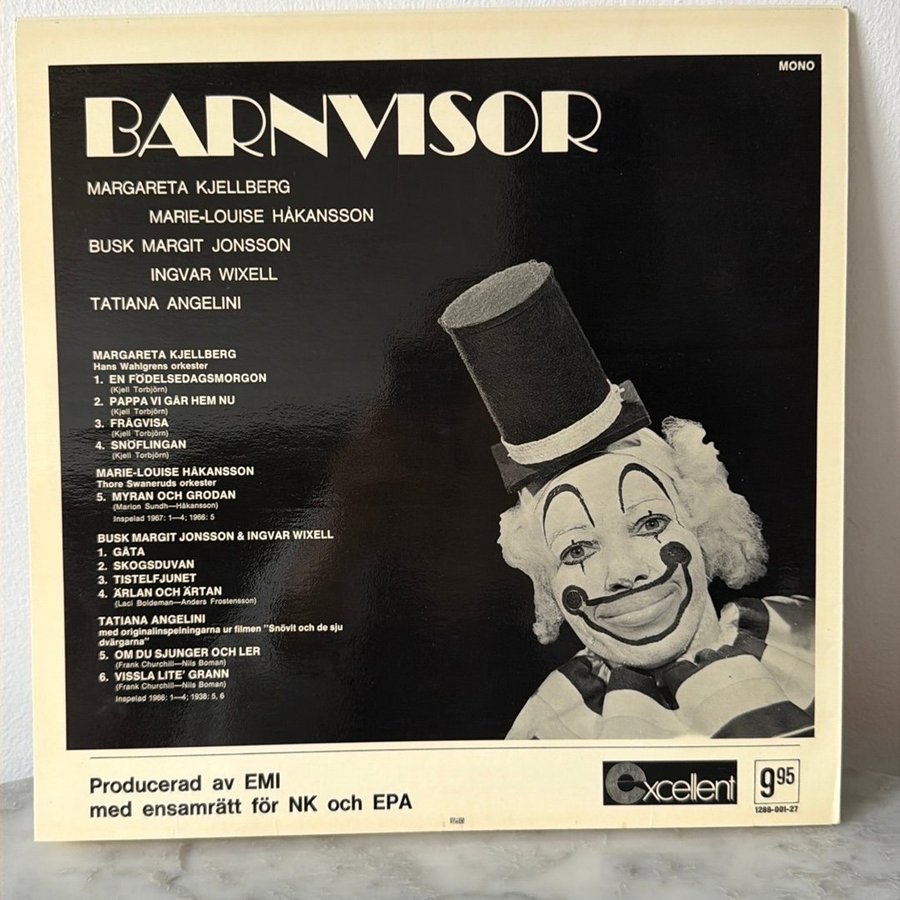 MONO
BARNVISOR
MARGARETA KJELLBERG
MARIE-LOUISE HÅKANSSON
BUSK MARGIT JONSSON
INGVAR WIXELL
TATIANA ANGELINI
MARGARETA KJELLBERG
Hans Wahlgrens orkester
1. EN FÖDELSEDAGSMORGON
(Kjell Torbjörn)
2. PAPPA VI GÅR HEM NU
(Kjell Torbjörn)
3. FRÅGVISA
(Kjell Torbjörn)
4. SNÖFLINGAN
(Kjell Torbjörn)
MARIE-LOUISE HÅKANSSON
Thore Swaneruds orkester
5. MYRAN OCH GRODAN
(Marion Sundh—Håkansson)
Inspelad 1967: 1—4; 1966: 5
BUSK MARGIT JONSSON & INGVAR WIXELL
1. GÅTA
2. SKOGSDUVAN
3. TISTELFJUNET
4. ÄRLAN OCH ÄRTAN
(Laci Boldeman—Anders Frostensson)
TATIANA ANGELINI
med originalinspelningarna ur filmen "Snövit och de sju
dvärgarna"
5. OM DU SJUNGER OCH LER
(Frank Churchill—Nils Boman)
6. VISSLA LITE' GRANN
(Frank Churchill—Nils Boman)
Inspelad 1966: 1—4; 1938: 5, 6
Producerad av EMI
med ensamrätt för NK och EPA
Excellent
9 95
1288-001-27